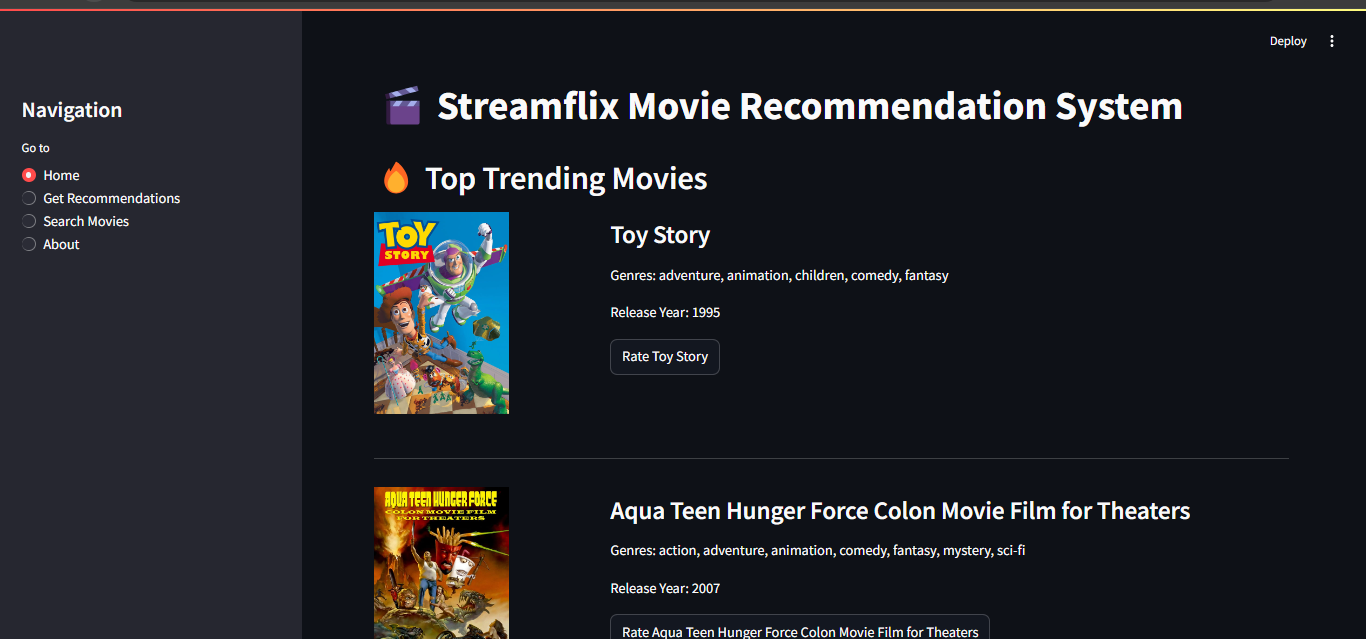 Deploy
Navigation
Go to
Home
Get Recommendations
Search Movies
About
Streamflix Movie Recommendation System
Top Trending Movies
TOY
STORY
Toy Story
Genres: adventure, animation, children, comedy, fantasy
Release Year: 1995
Rate Toy Story
AQUA TEEN HUNGER FORCE
COLON MOVIE FILM
FOR THEATERS
Aqua Teen Hunger Force Colon Movie Film for Theaters
Genres: action, adventure, animation, comedy, fantasy, mystery, sci-fi
Release Year: 2007
Rate Aqua Teen Hunger Force Colon Movie Film for Theaters